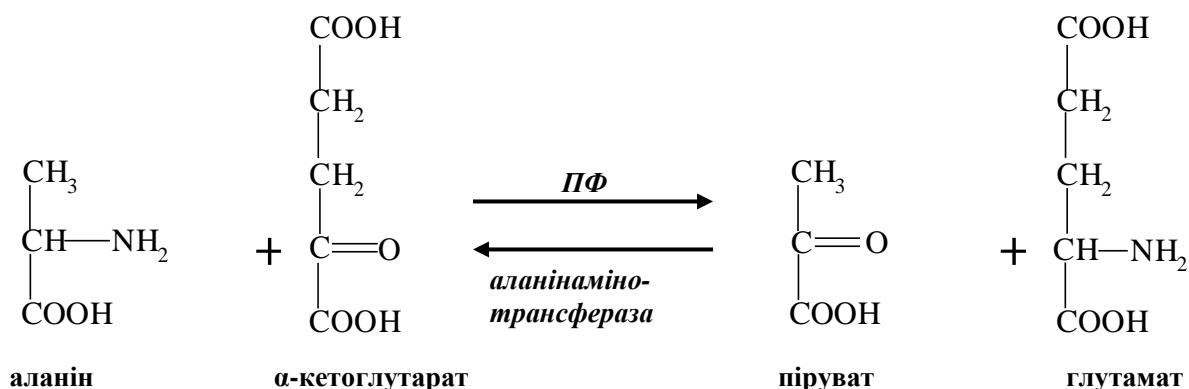 COOH
CH2
CH2
C=O
COOH
CH3
CH—NH2
COOH
+
ПФ
аланінаміно-
трансфераза
CH3
C=O
COOH
+
COOH
CH2
CH2
CH—NH2
COOH
аланін
α-кетоглутарат
піруват
глутамат